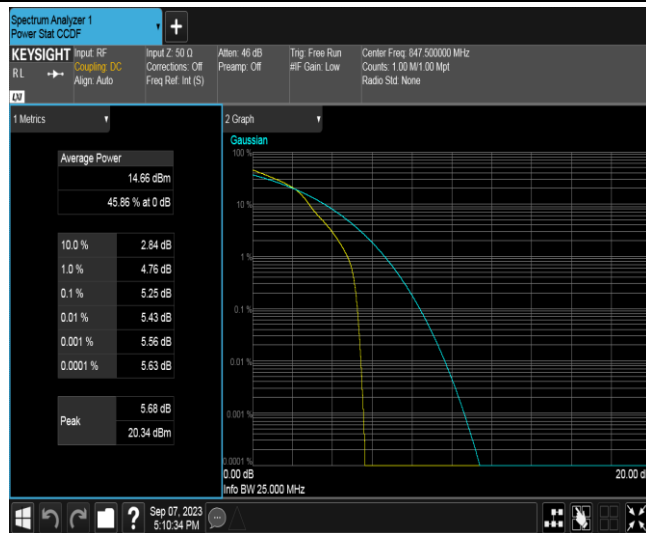 Spectrum Analyzer 1
Power Stat CCDF
+
KEYSIGHT
RL
LXI
Input: RF
Coupling: DC
Align: Auto
Input Z: 50 Ω
Corrections: Off
Freq Ref: Int (S)
Atten: 46 dB
Preamp: Off
Trig: Free Run
#IF Gain: Low
Center Freq: 847.500000 MHz
Counts: 1.00 M/1.00 Mpt
Radio Std: None
1 Metrics
Average Power
14.66 dBm
45.86 % at 0 dB
10.0 % 2.84 dB
1.0 % 4.76 dB
0.1 % 5.25 dB
0.01 % 5.43 dB
0.001 % 5.56 dB
0.0001 % 5.63 dB
Peak
5.68 dB
20.34 dBm
2 Graph
Gaussian
100 %
10 %
1 %
0.1 %
0.01 %
0.001 %
0.0001 %
0.00 dB 20.00 d
Info BW 25.000 MHz
?
Sep 07, 2023
5:10:34 PM